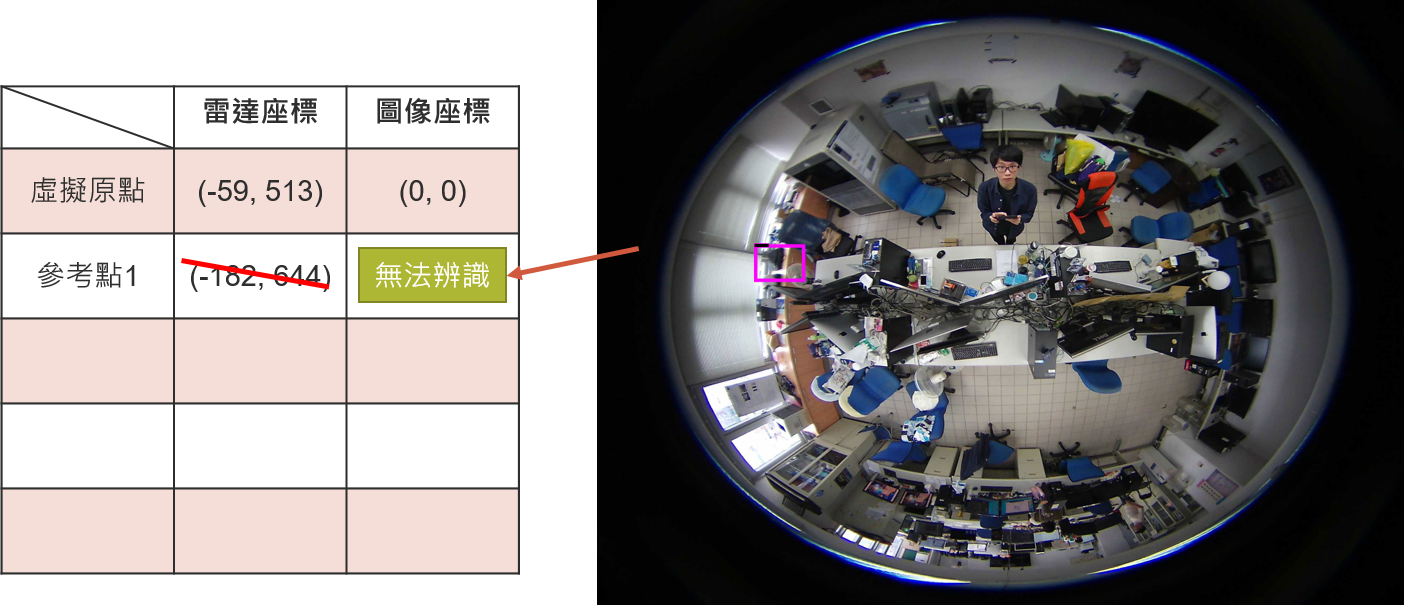 雷達座標
圖像座標
虛擬原點
(-59, 513)
(0, 0)
參考點1
(-182, 644)
無法辨識